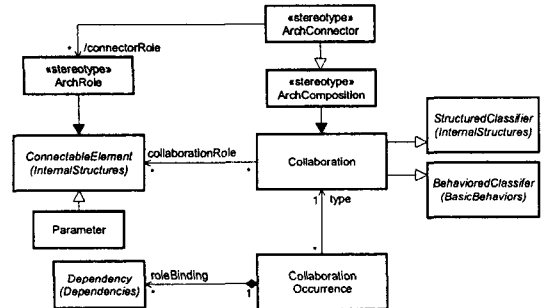 «stereotype»
ArchConnector
* /connectorRole
«stereotype»
ArchRole
«stereotype»
ArchComposition
StructuredClassifier
(InternalStructures)
ConnectableElement
(InternalStructures)
collaborationRole
* *
Collaboration
BehavioredClassifer
(BasicBehaviors)
1 type
Parameter
*
Dependency
(Dependencies)
roleBinding
* 1
Collaboration
Occurrence